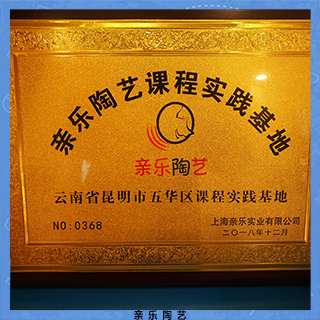 亲乐陶艺课程实践基地
亲乐陶艺
云南省昆明市五华区课程实践基地
NO:0368
上海亲乐实业有限公司
二〇一八年十二月
亲乐陶艺